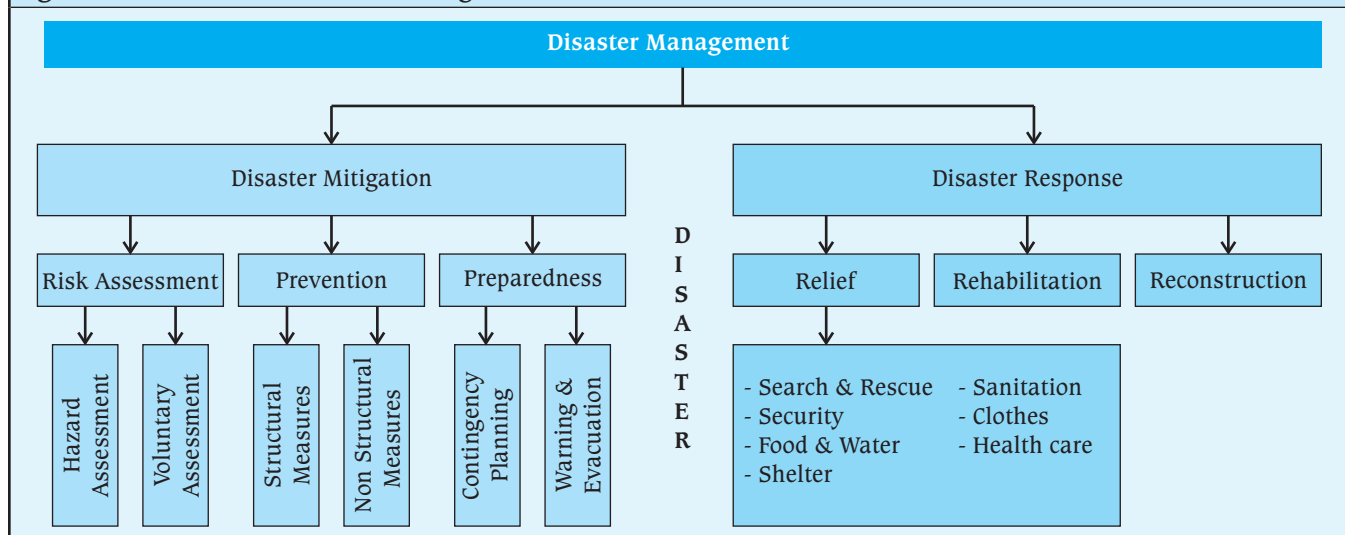 Disaster Management
Disaster Mitigation
Disaster Response
D
I
S
A
S
T
E
R
Risk Assessment
Prevention
Preparedness
Relief
Rehabilitation
Reconstruction
Hazard
Assessment
Voluntary
Assessment
Structural
Measures
Non Structural
Measures
Contingency
Planning
Warning &
Evacuation
- Search & Rescue
- Security
- Food & Water
- Shelter
- Sanitation
- Clothes
- Health care